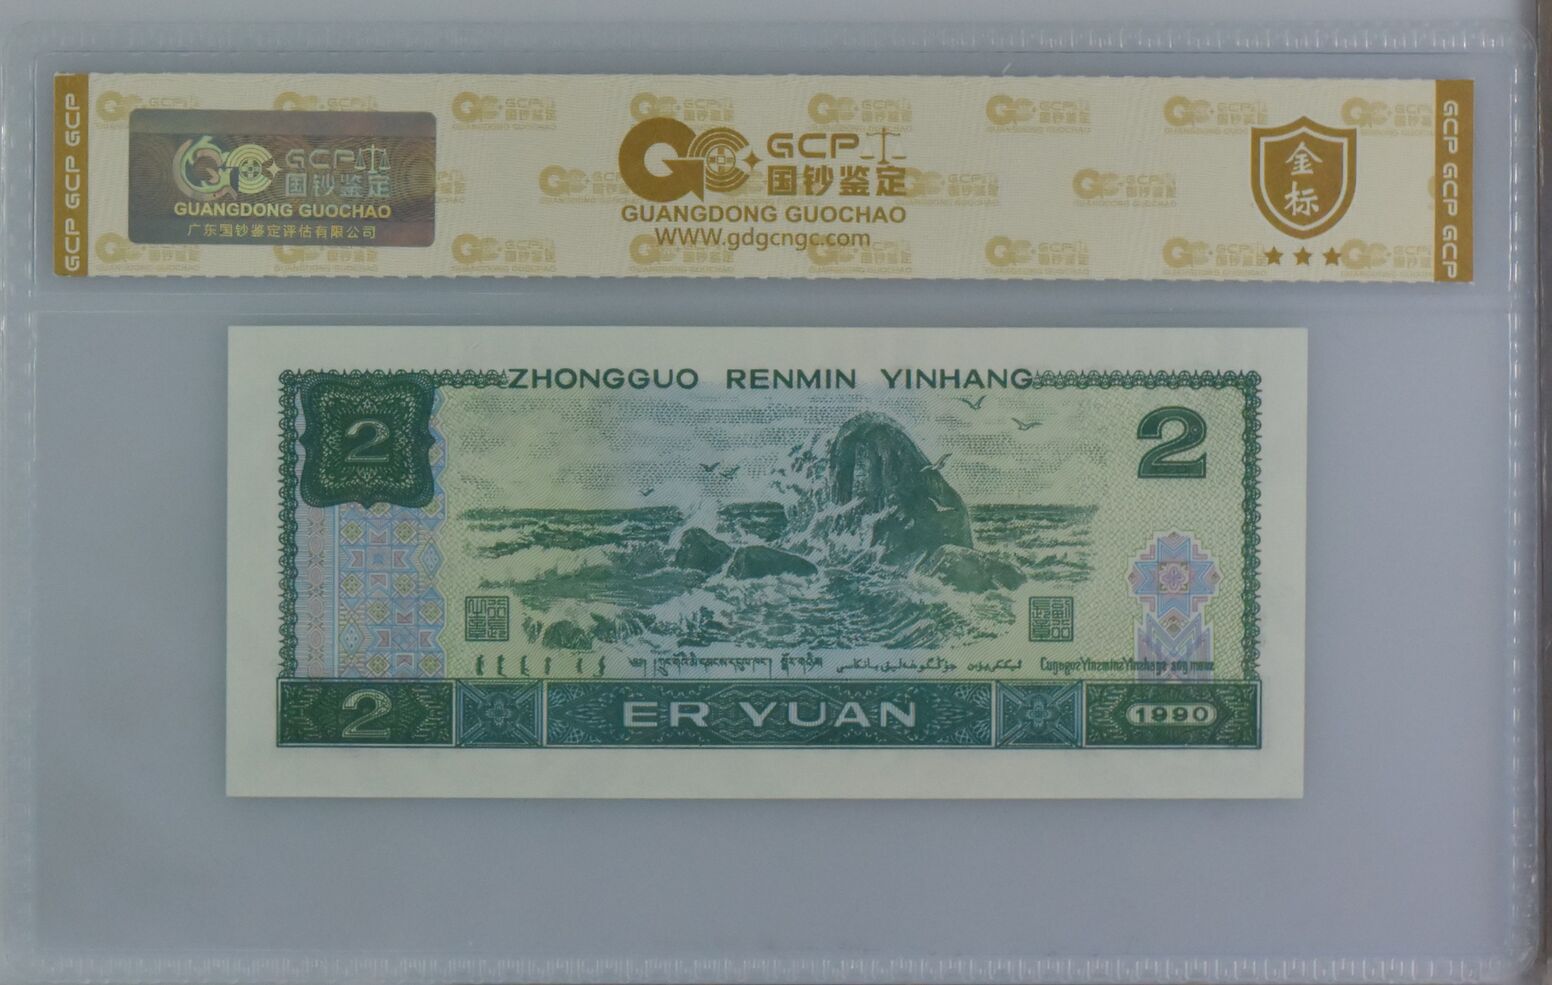 GCP GCP GCP
GCP 国钞鉴定
GUANGDONG GUOCHAO
广东国钞鉴定评估有限公司
GCP
国钞鉴定
GUANGDONG GUOCHAO
WWW.gdgcngc.com
金标
GCP GCP GCP
ZHONGGUO RENMIN YINHANG
2
2
2
ER YUAN
1990